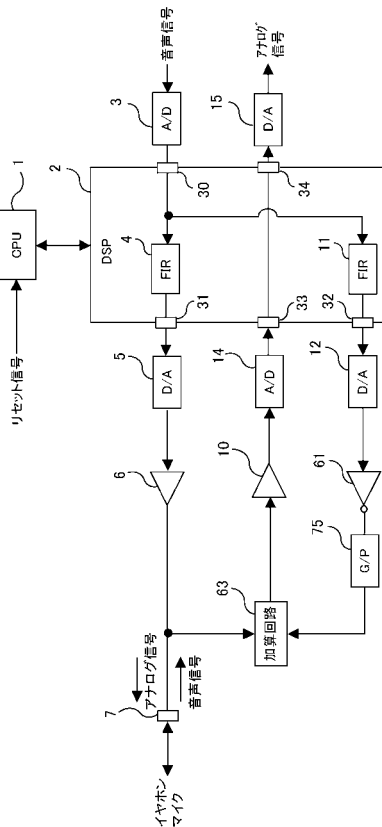 リセット信号
CPU
1
DSP
2
音声信号
A/D
3
30
FIR
4
31
D/A
5
6
アナログ信号
音声信号
7
イヤホン
マイク
加算回路
63
10
A/D
14
33
34
D/A
15
アナログ
信号
FIR
11
32
D/A
12
61
G/P
75